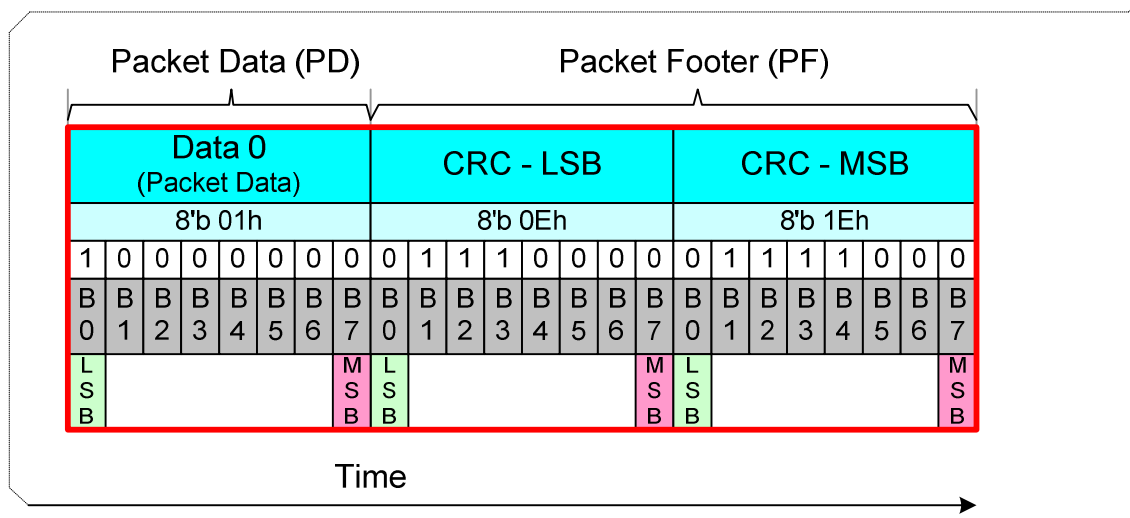 Packet Data (PD) Packet Footer (PF)
Data 0 CRC - LSB CRC - MSB
(Packet Data)
8'b 01h 8'b 0Eh 8'b 1Eh
1 0 0 0 0 0 0 0 0 1 1 1 0 0 0 0 0 1 1 1 1 0 0 0
B B B B B B B B B B B B B B B B B B B B B B B B
0 1 2 3 4 5 6 7 0 1 2 3 4 5 6 7 0 1 2 3 4 5 6 7
L M L M L M
S S S S S S
B B B B B B
Time